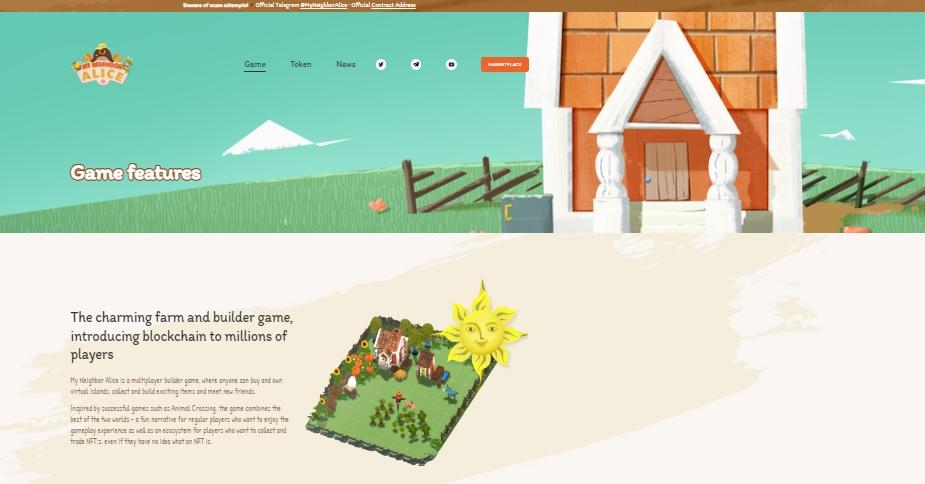 Beware of scam attempts! Official Telegram @MyNeighborAlice - Official Contact Address
MY NEIGHBOR
ALICE
Game Token News MARKETPLACE
Game features
The charming farm and builder game,
introducing blockchain to millions of
players
My Neighbor Alice is a multiplayer builder game, where anyone can buy and own
virtual islands, collect and build exciting items and meet new friends.
Inspired by successful games such as Animal Crossing, the game combines the
best of the two worlds - a fun narrative for regular players who want to enjoy the
gameplay experience as well as an ecosystem for players who want to collect and
trade NFT:s, even if they have no idea what an NFT is.